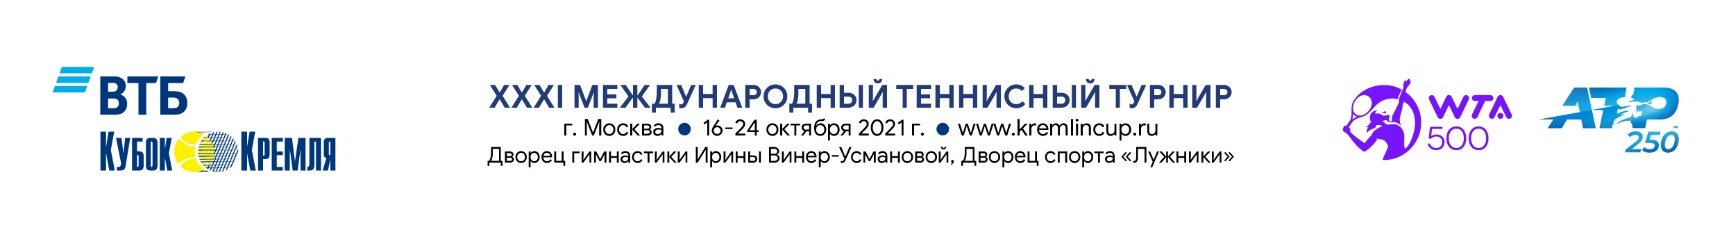 ВТБ
КУБОК КРЕМЛЯ
XXXI МЕЖДУНАРОДНЫЙ ТЕННИСНЫЙ ТУРНИР
г. Москва • 16-24 октября 2021 г. • www.kremlincup.ru
Дворец гимнастики Ирины Винер-Усмановой, Дворец спорта «Лужники»
WTA
500
ATP
250